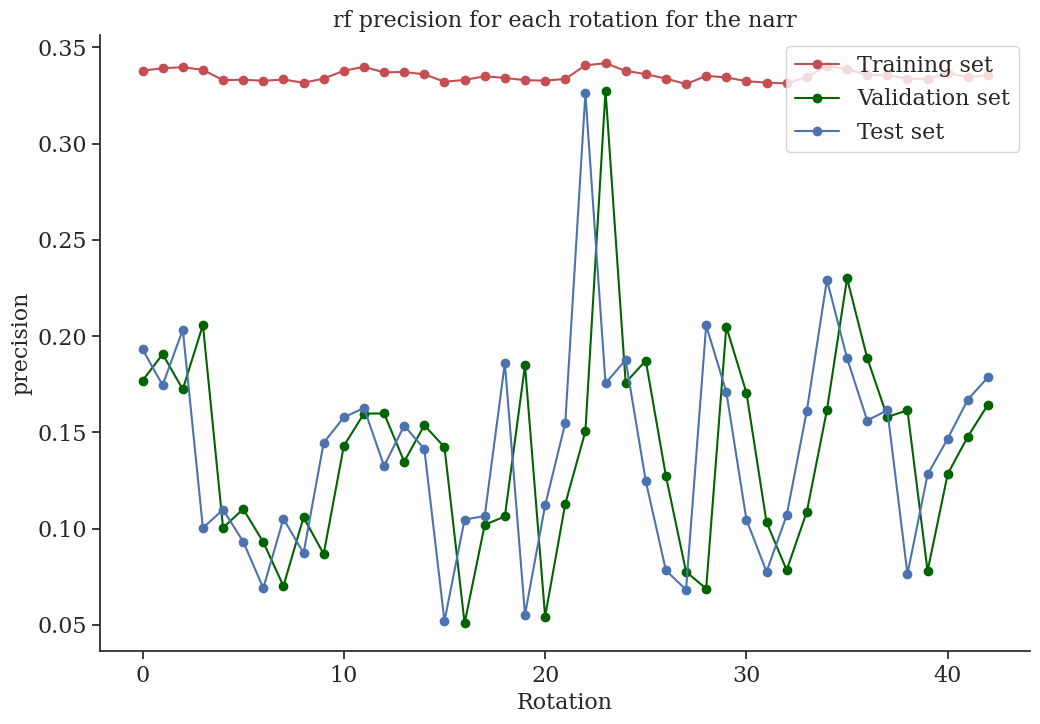 rf precision for each rotation for the narr
0.35
0.30
0.25
0.20
0.15
0.10
0.05
precision
Training set
Validation set
Test set
0
10
20
30
40
Rotation